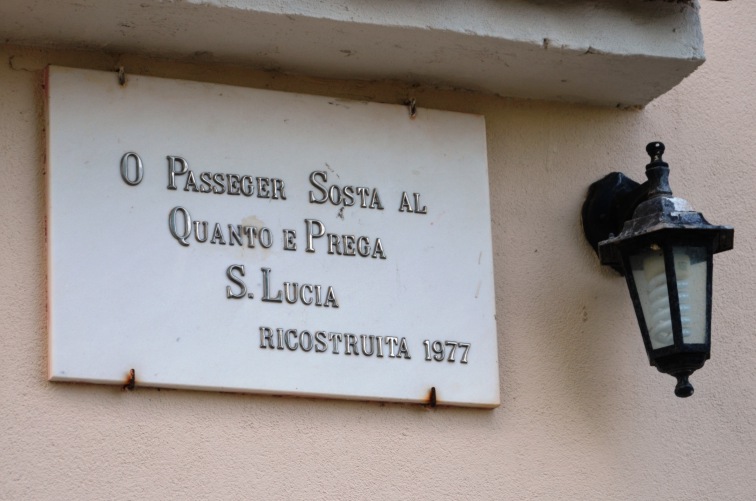 O PASSEGER SOSTA AL
QUANTO E PREGA
S. LUCIA
RICOSTRUITA 1977